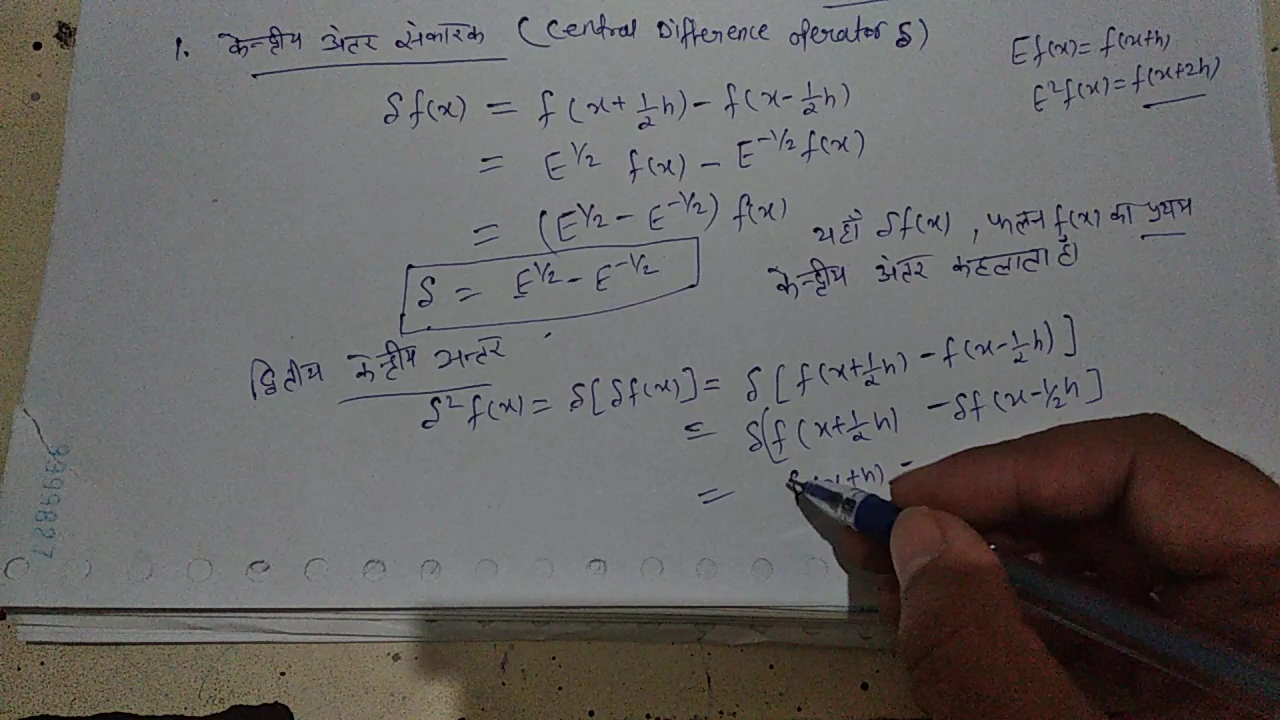 1. केन्द्रीय अंतर संकारक (Central Difference operator δ)
Ef(x)= f(x+h)
E²f(x)= f(x+2h)
δf(x) = f(x+½h)-f(x-½h)
= E^1/2 f(x) - E^-1/2 f(x)
= (E^1/2 - E^-1/2) f(x)
δ = E^1/2 - E^-1/2
यहाँ δf(x), फलन f(x) का प्रथम
केन्द्रीय अंतर कहलाता है।
द्वितीय केन्द्रीय अन्तर
δ²f(x) = δ[δf(x)] = δ[f(x+½h) - f(x-½h)]
= δ[f(x+½h) - δf(x-1/2h]
= +h) -
3999827